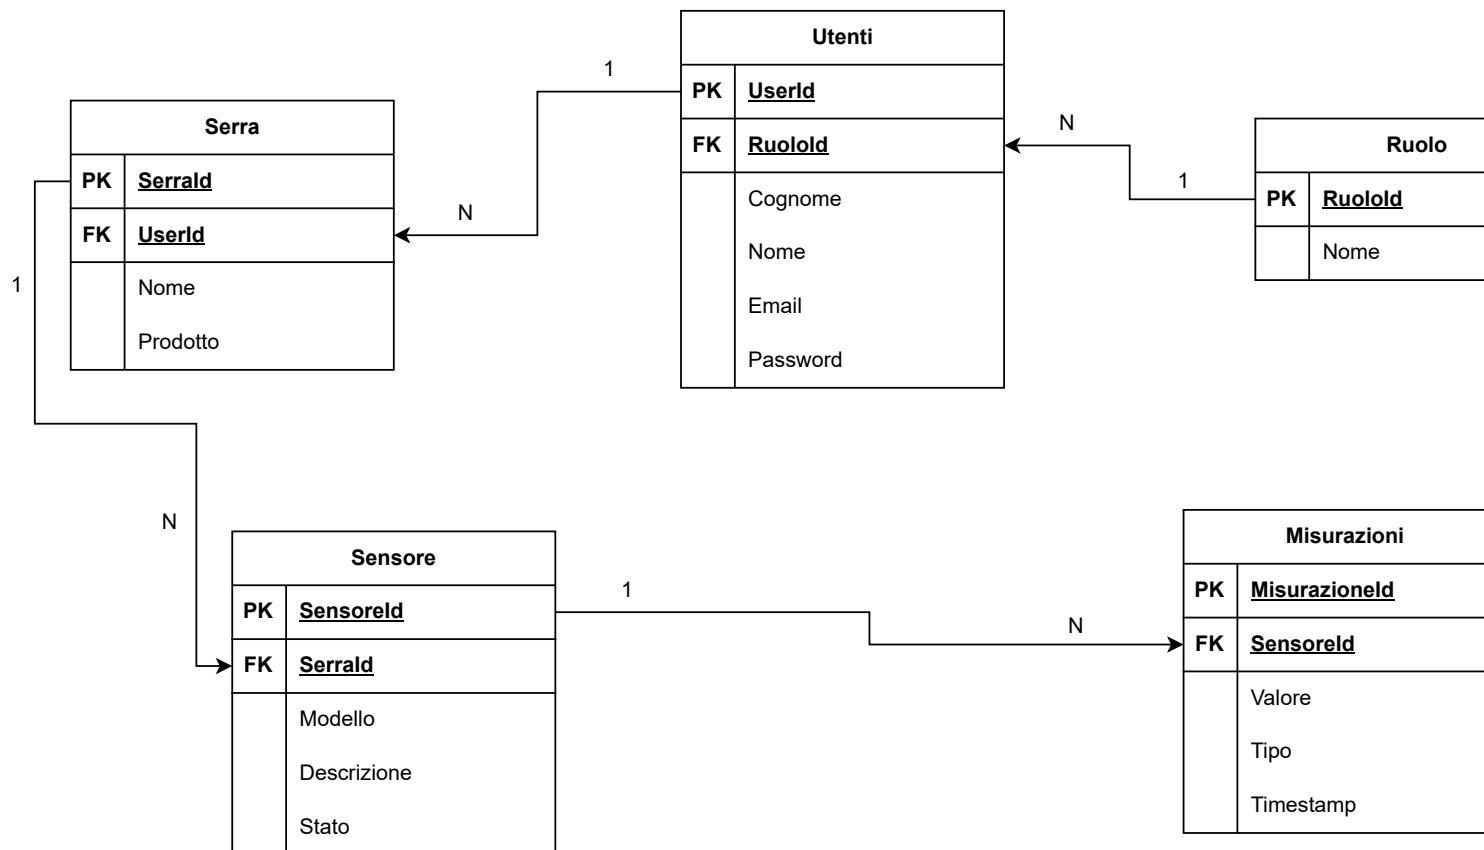 Utenti
PK UserId
FK RuoloId
Cognome
Nome
Email
Password
1
N
Serra
PK SerraId
FK UserId
Nome
Prodotto
N
1
Ruolo
PK RuoloId
Nome
1
N
Sensore
PK SensoreId
FK SerraId
Modello
Descrizione
Stato
1
N
Misurazioni
PK MisurazioneId
FK SensoreId
Valore
Tipo
Timestamp